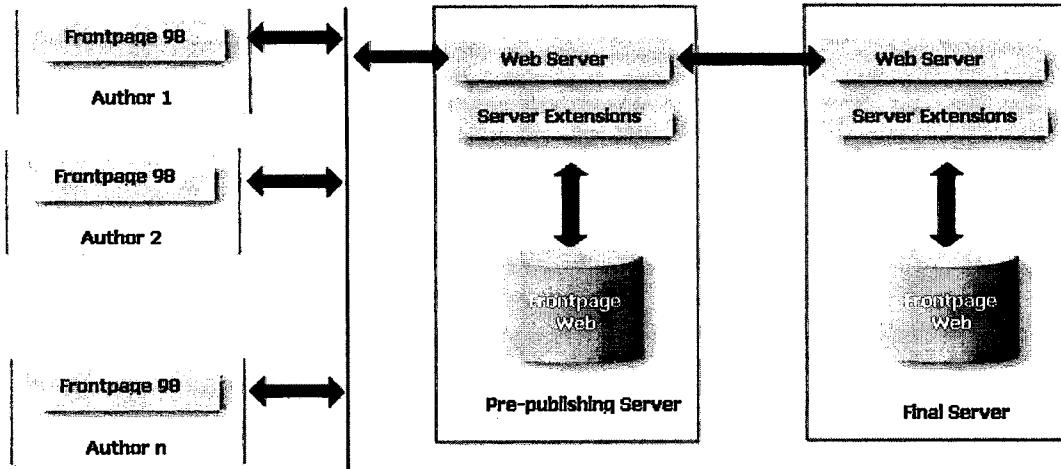 Frontpage 98
Author 1
Frontpage 98
Author 2
Frontpage 98
Author n
Web Server
Server Extensions
Frontpage
Web
Pre-publishing Server
Web Server
Server Extensions
Frontpage
Web
Final Server